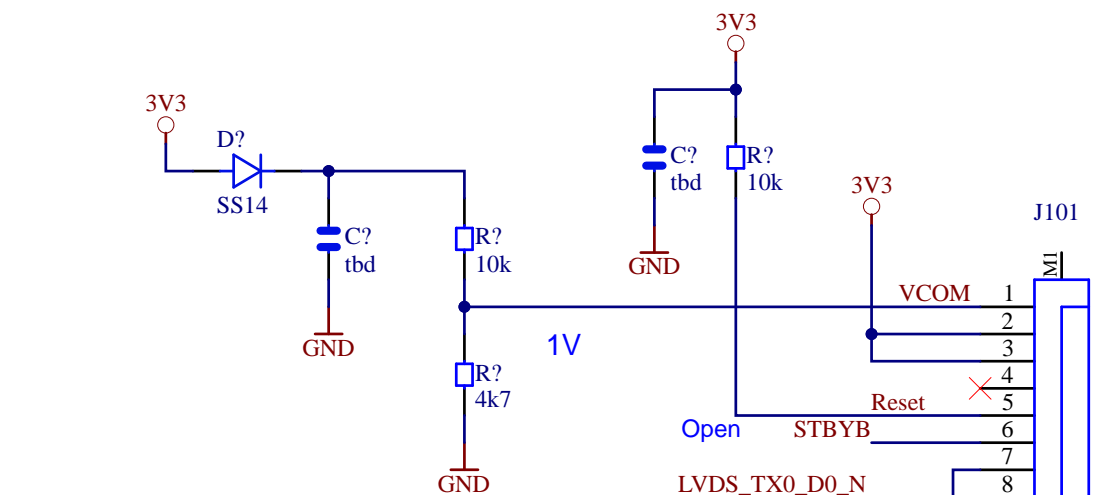 3V3
3V3
D?
SS14
C?
tbd
R?
10k
3V3
J101
M1
C?
tbd
R?
10k
GND
VCOM
1
2
3
4
5
6
7
8
GND
1V
R?
4k7
Reset
Open
STBYB
GND
LVDS_TX0_D0_N